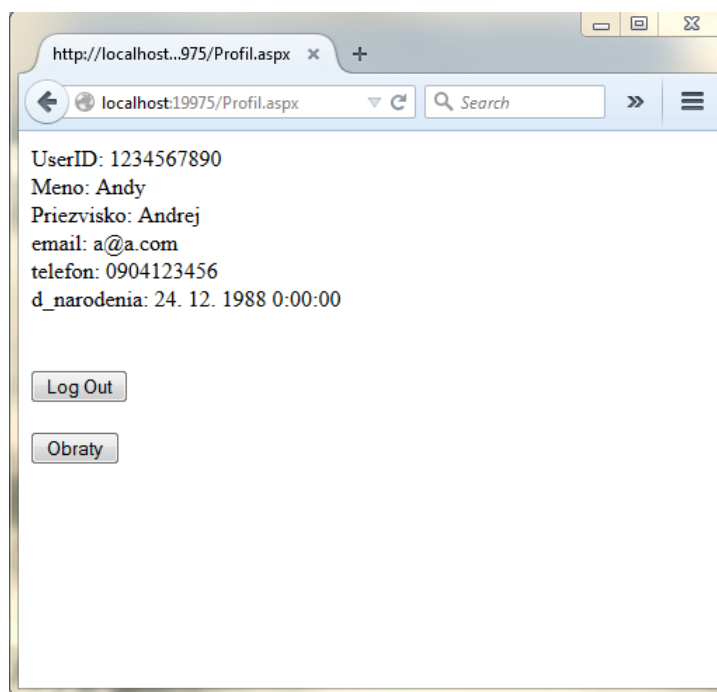 http://localhost...975/Profil.aspx
localhost:19975/Profil.aspx
Search
UserID: 1234567890
Meno: Andy
Priezvisko: Andrej
email: a@a.com
telefon: 0904123456
d_narodenia: 24. 12. 1988 0:00:00
Log Out
Obraty